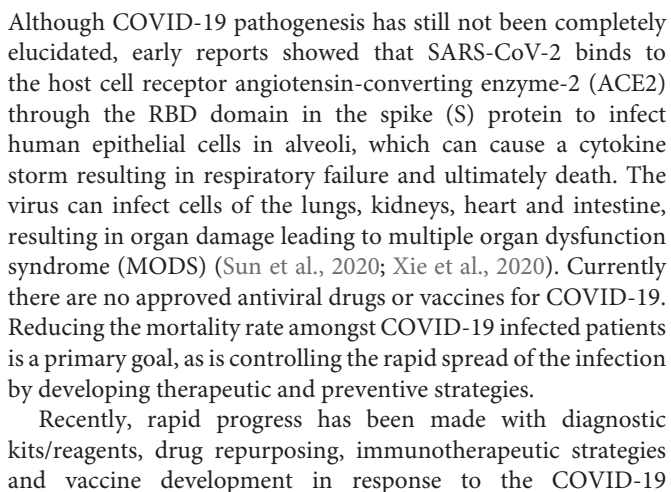 Although COVID-19 pathogenesis has still not been completely
elucidated, early reports showed that SARS-CoV-2 binds to
the host cell receptor angiotensin-converting enzyme-2 (ACE2)
through the RBD domain in the spike (S) protein to infect
human epithelial cells in alveoli, which can cause a cytokine
storm resulting in respiratory failure and ultimately death. The
virus can infect cells of the lungs, kidneys, heart and intestine,
resulting in organ damage leading to multiple organ dysfunction
syndrome (MODS) (Sun et al., 2020; Xie et al., 2020). Currently
there are no approved antiviral drugs or vaccines for COVID-19.
Reducing the mortality rate amongst COVID-19 infected patients
is a primary goal, as is controlling the rapid spread of the infection
by developing therapeutic and preventive strategies.
Recently, rapid progress has been made with diagnostic
kits/reagents, drug repurposing, immunotherapeutic strategies
and vaccine development in response to the COVID-19